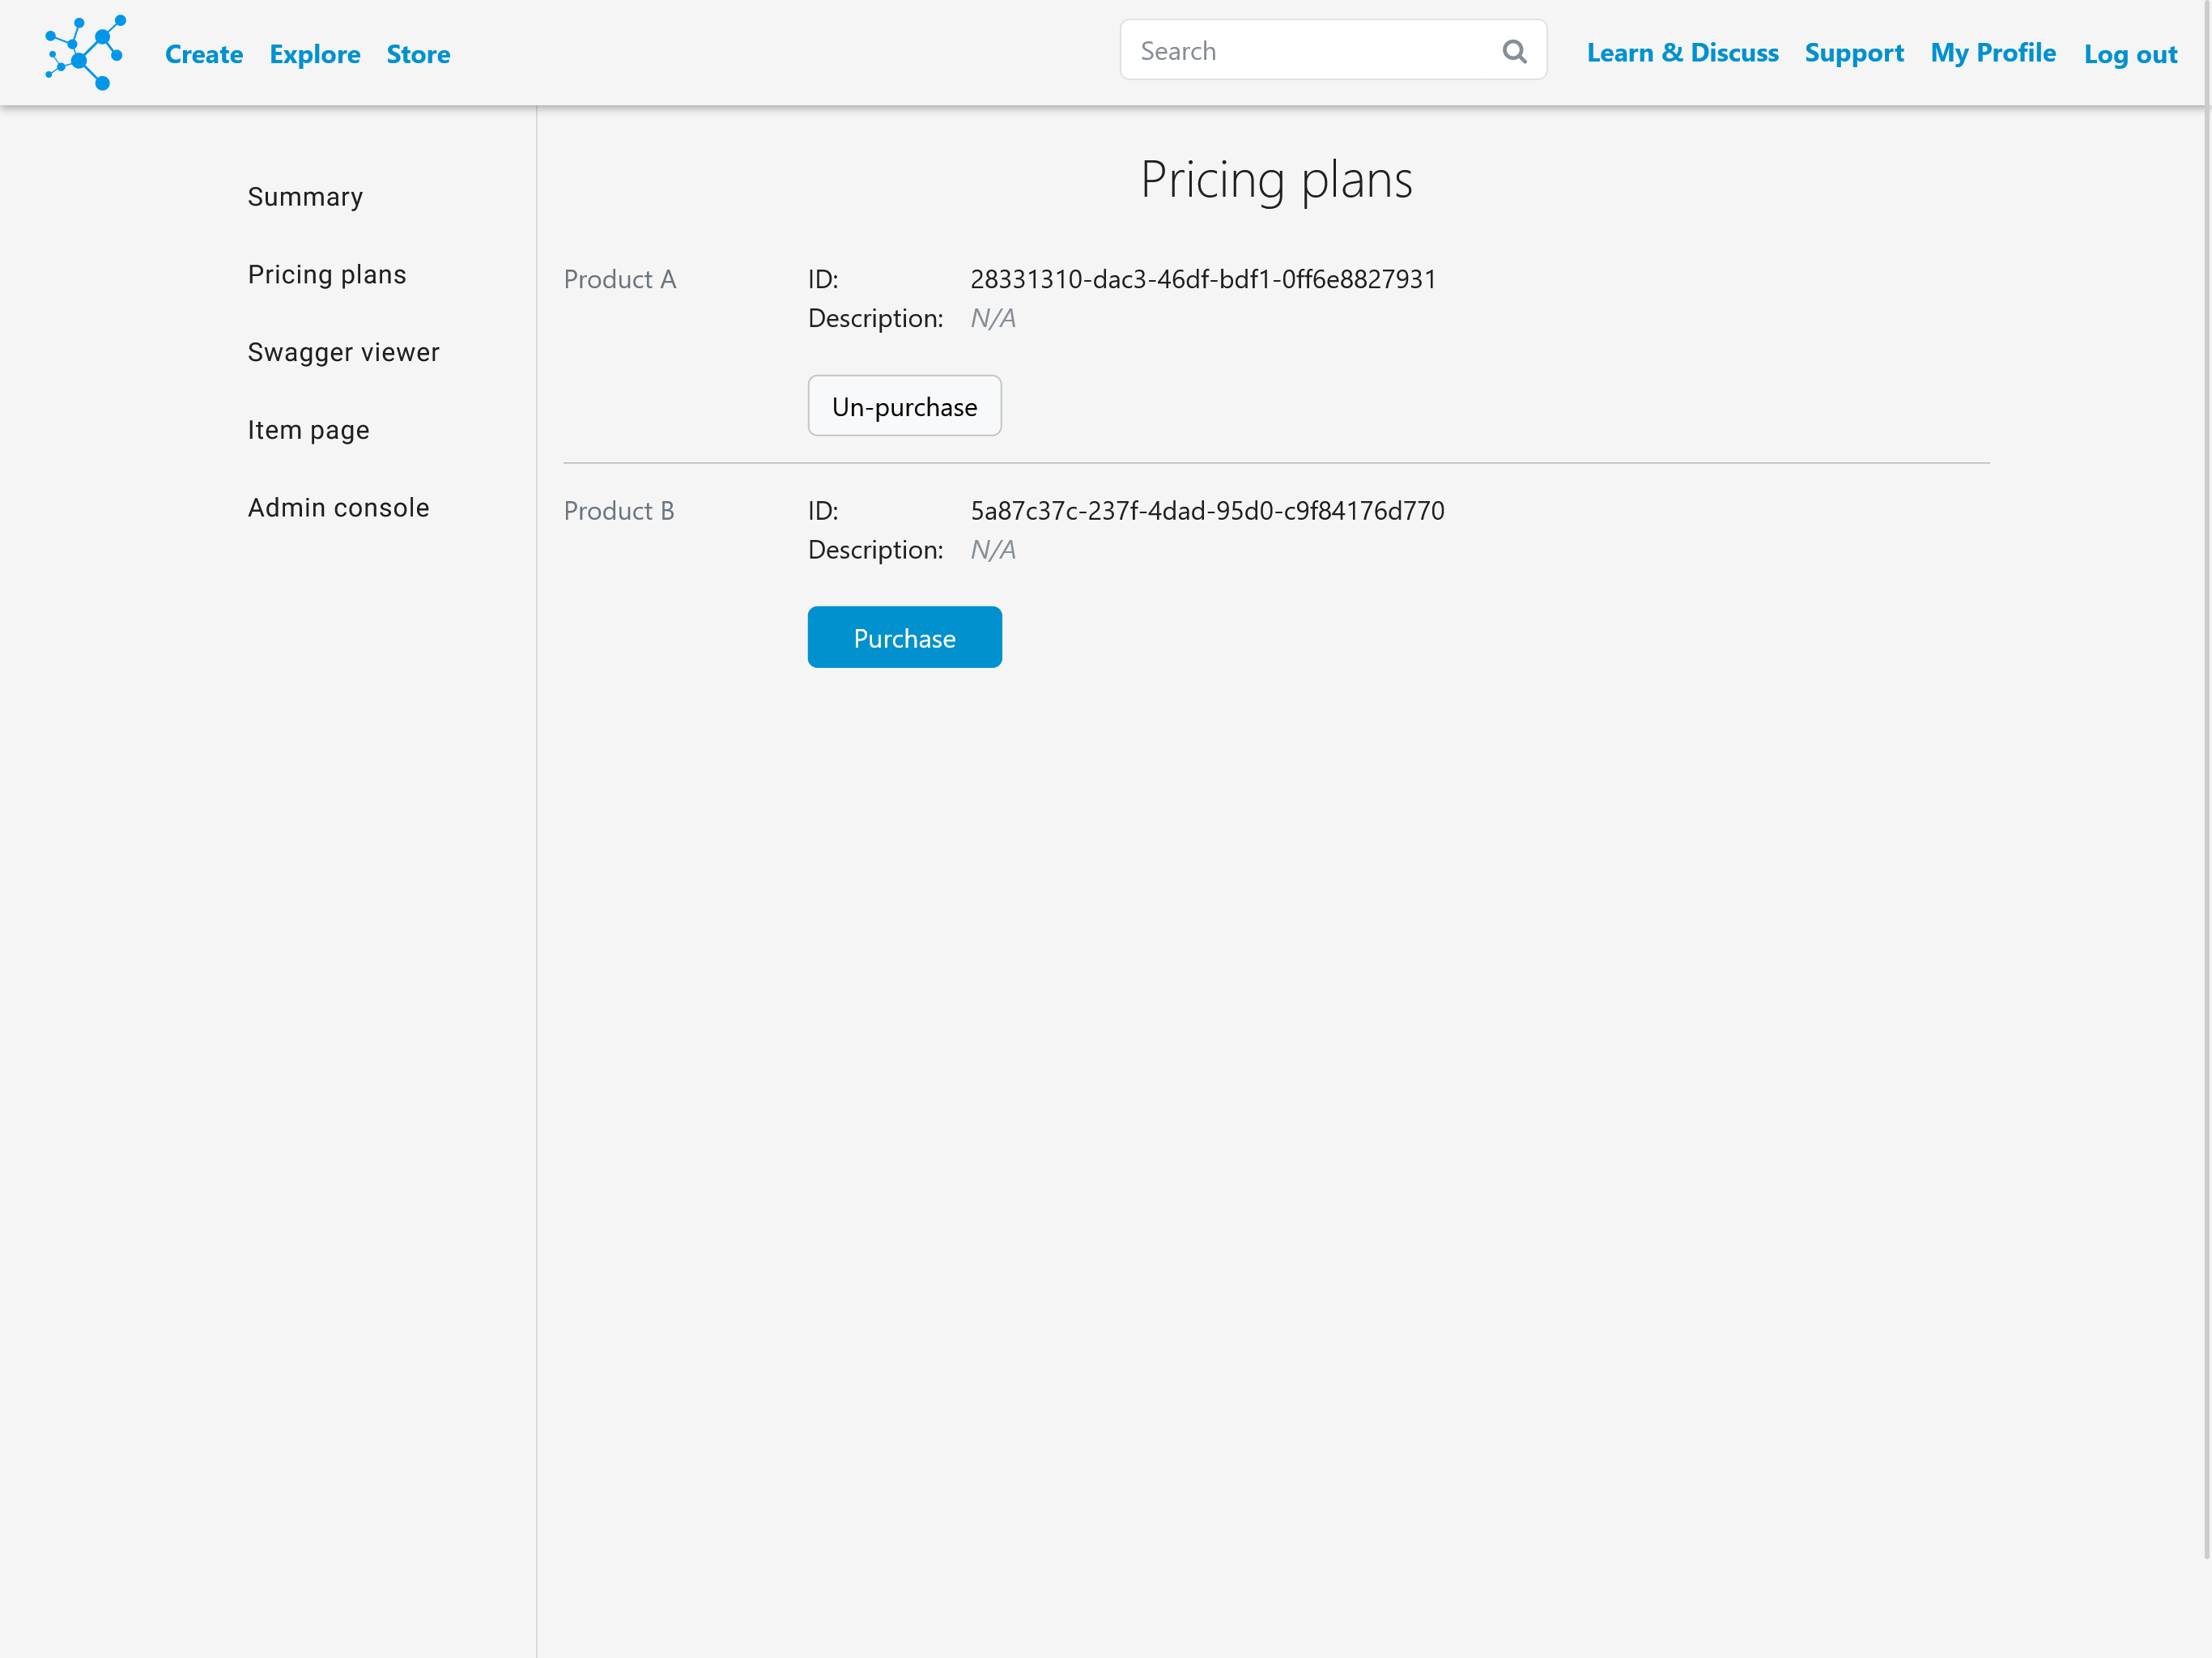 Create Explore Store Search Learn & Discuss Support My Profile Log out
Summary
Pricing plans
Swagger viewer
Item page
Admin console
Pricing plans
Product A ID: 28331310-dac3-46df-bdf1-0ff6e8827931
Description: N/A
Un-purchase
Product B ID: 5a87c37c-237f-4dad-95d0-c9f84176d770
Description: N/A
Purchase